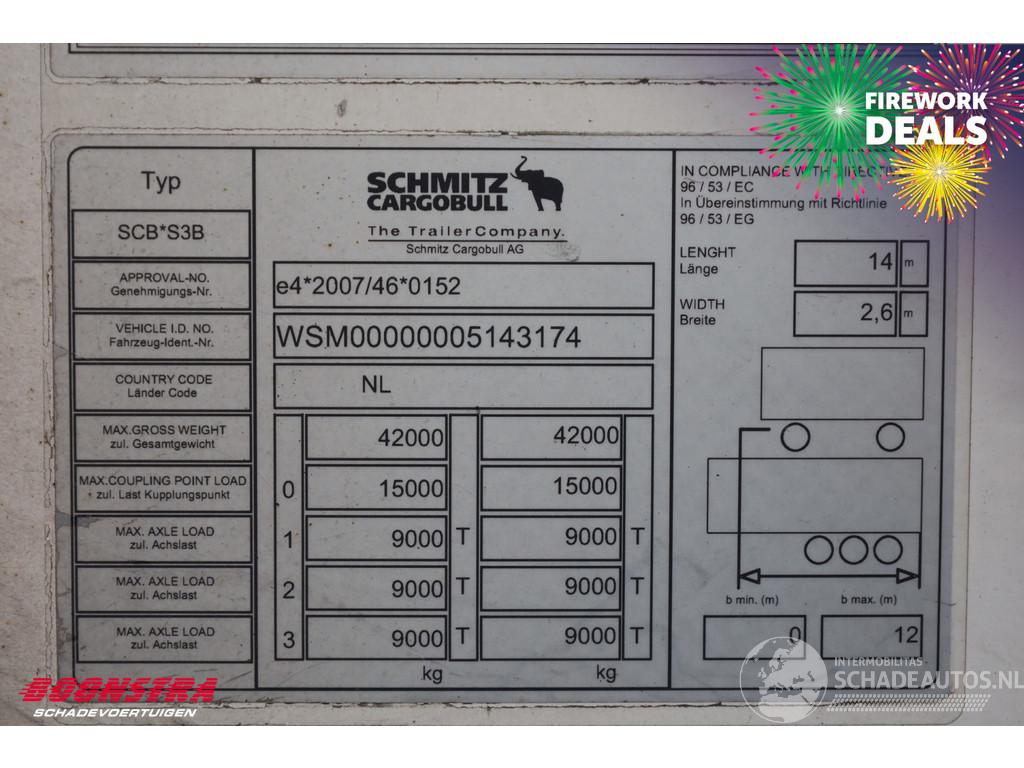 FIREWORK
DEALS
Typ
SCB*S3B
APPROVAL-NO.
Genehmigungs-Nr.
VEHICLE I.D. NO.
Fahrzeug-Ident.-Nr.
COUNTRY CODE
Länder Code
MAX.GROSS WEIGHT
zul. Gesamtgewicht
MAX.COUPLING POINT LOAD
zul. Last Kupplungspunkt
MAX. AXLE LOAD
zul. Achslast
MAX. AXLE LOAD
zul. Achslast
MAX. AXLE LOAD
zul. Achslast
SCHMITZ
CARGOBULL
The TrailerCompany.
Schmitz Cargobull AG
e4*2007/46*0152
WSM00000005143174
NL
42000 42000
0 15000 15000
1 9000 T 9000 T
2 9000 T 9000 T
3 9000 T 9000 T
kg kg
IN COMPLIANCE WITH
96 / 53 / EC
In Übereinstimmung mit Richtlinie
96 / 53 / EG
LENGHT
Länge
14 m
WIDTH
Breite
2,6 m
b min. (m) b max. (m)
0 12
BOONSTRA
SCHADEVOERTUIGEN
INTERMOBILITAS
SCHADEAUTOS.NL